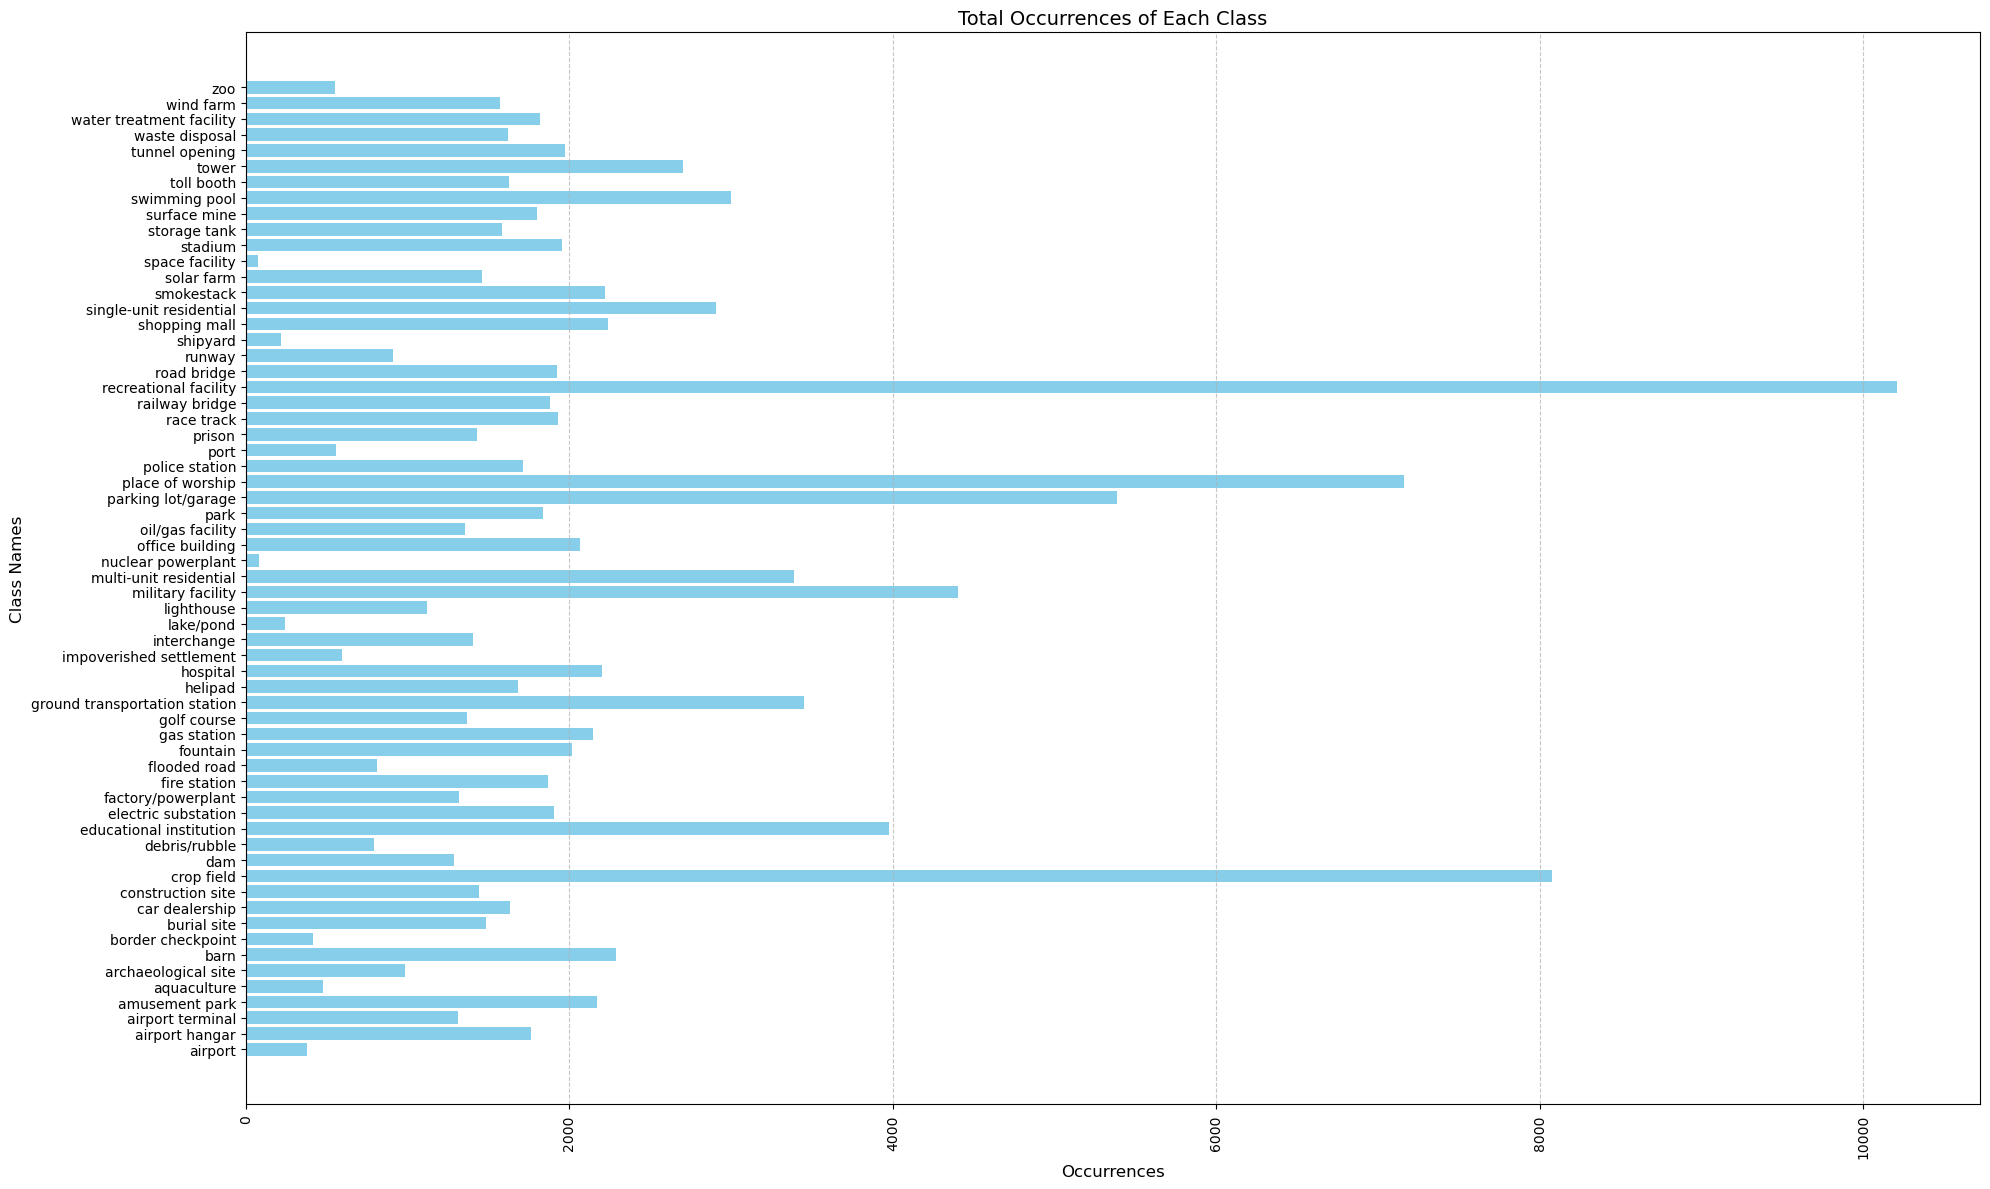 Total Occurrences of Each Class
zoo
wind farm
water treatment facility
waste disposal
tunnel opening
tower
toll booth
swimming pool
surface mine
storage tank
stadium
space facility
solar farm
smokestack
single-unit residential
shopping mall
shipyard
runway
road bridge
recreational facility
railway bridge
race track
prison
port
police station
place of worship
parking lot/garage
park
oil/gas facility
office building
nuclear powerplant
multi-unit residential
military facility
lighthouse
lake/pond
interchange
impoverished settlement
hospital
helipad
ground transportation station
golf course
gas station
fountain
flooded road
fire station
factory/powerplant
electric substation
educational institution
debris/rubble
dam
crop field
construction site
car dealership
burial site
border checkpoint
barn
archaeological site
aquaculture
amusement park
airport terminal
airport hangar
airport
Class Names
0
2000
4000
6000
8000
10000
Occurrences